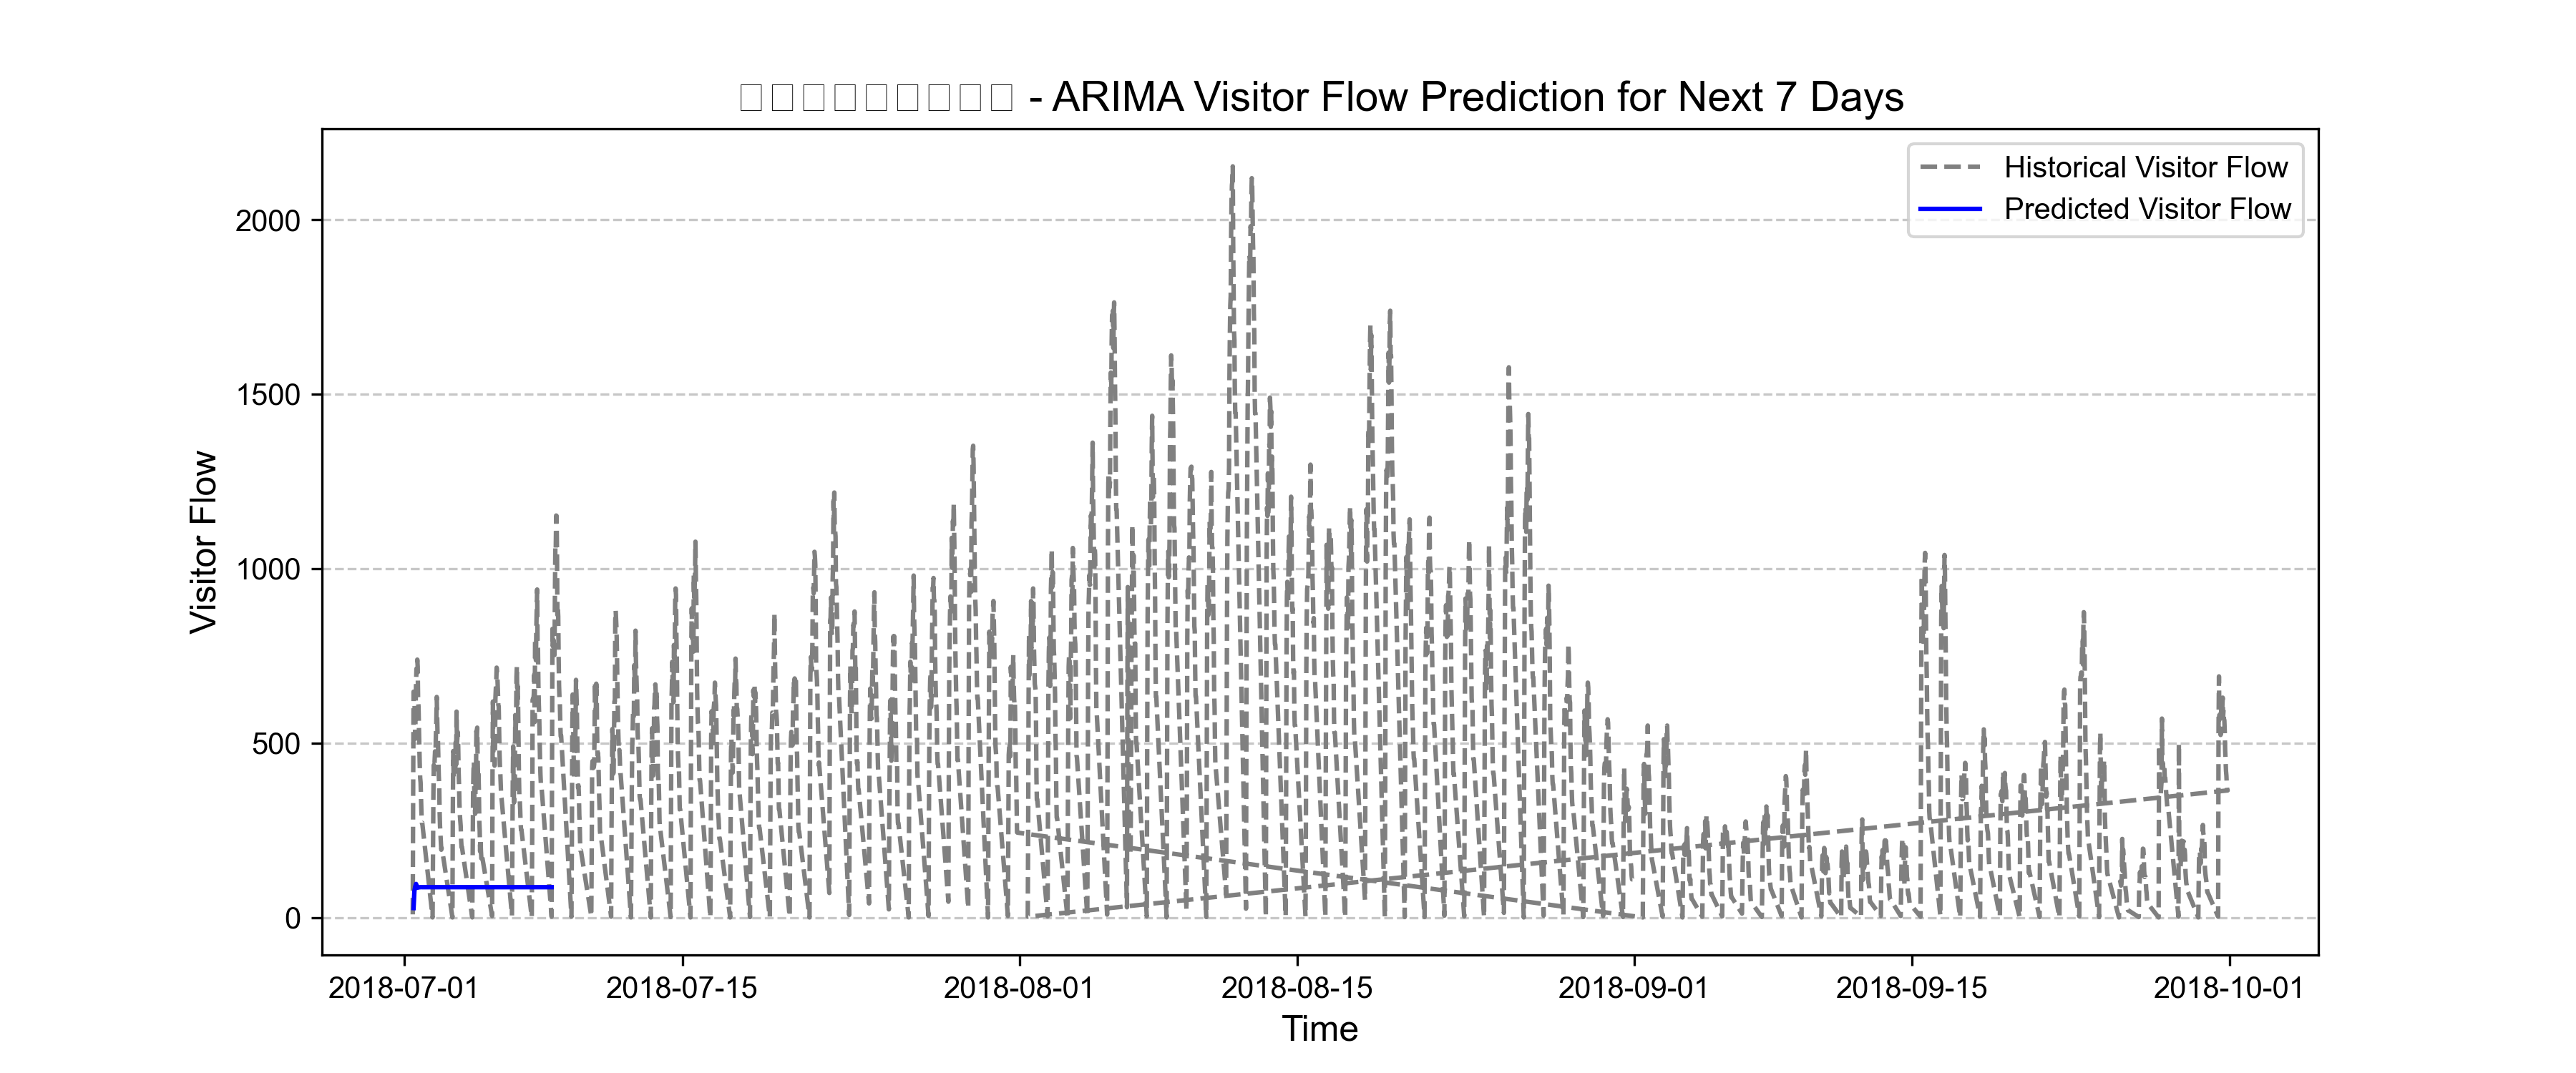 - ARIMA Visitor Flow Prediction for Next 7 Days
Historical Visitor Flow
Predicted Visitor Flow
Visitor Flow
2000
1500
1000
500
0
2018-07-01 2018-07-15 2018-08-01 2018-08-15 2018-09-01 2018-09-15 2018-10-01
Time